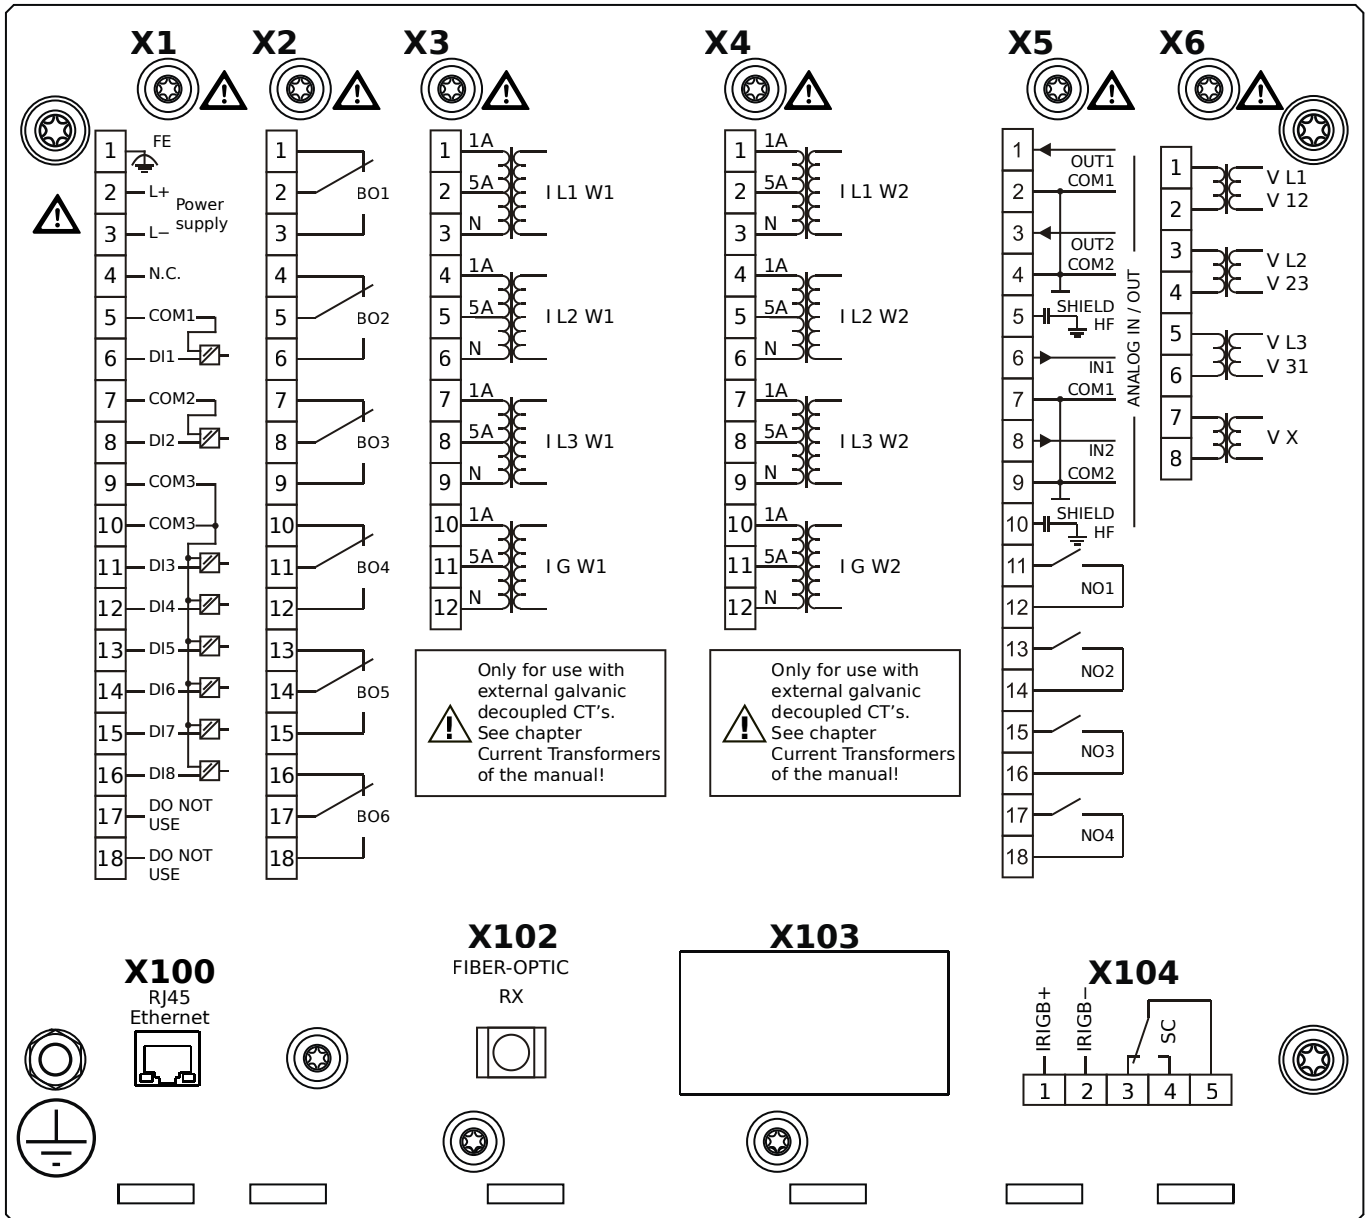 X1
X2
X3
X4
X5
X6
1 FE
2 L+
Power
supply
3 L−
4 N.C.
5 COM1
6 DI1
7 COM2
8 DI2
9 COM3
10 COM3
11 DI3
12 DI4
13 DI5
14 DI6
15 DI7
16 DI8
17 DO NOT
USE
18 DO NOT
USE
1
2 BO1
3
4
5 BO2
6
7
8 BO3
9
10
11 BO4
12
13
14 BO5
15
16
17 BO6
18
1 1A
2 5A I L1 W1
3 N
4 1A
5 5A I L2 W1
6 N
7 1A
8 5A I L3 W1
9 N
10 1A
11 5A I G W1
12 N
Only for use with
external galvanic
decoupled CT's.
See chapter
Current Transformers
of the manual!
1 1A
2 5A I L1 W2
3 N
4 1A
5 5A I L2 W2
6 N
7 1A
8 5A I L3 W2
9 N
10 1A
11 5A I G W2
12 N
Only for use with
external galvanic
decoupled CT's.
See chapter
Current Transformers
of the manual!
1
OUT1
2 COM1
3
OUT2
4 COM2
5 SHIELD
HF
6
IN1
7 COM1
8
IN2
9 COM2
10 SHIELD
HF
ANALOG IN / OUT
11
NO1
12
13
NO2
14
15
NO3
16
17
NO4
18
1 V L1
2 V 12
3 V L2
4 V 23
5 V L3
6 V 31
7
V X
8
X100
RJ45
Ethernet
X102
FIBER-OPTIC
RX
X103
X104
IRIGB+
IRIGB−
SC
1 2 3 4 5